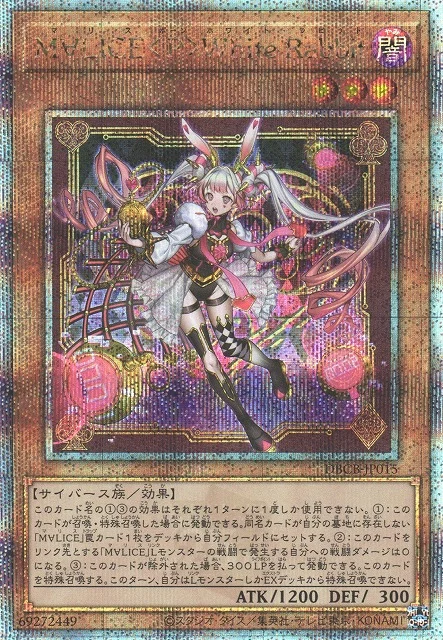 M∀LICE <P> White Rabbit
闇
DBCB-JP015
【サイバース族/効果】
このカード名の①③の効果はそれぞれ1ターンに1度しか使用できない。①：この
カードが召喚・特殊召喚した場合に発動できる。同名カードが自分の墓地に存在しない
「M∀LICE」罠カード1枚をデッキから自分フィールドにセットする。②：このカードを
リンク先とする「M∀LICE」Lモンスターの戦闘で発生する自分への戦闘ダメージは0
になる。③：このカードが除外された場合、300LPを払って発動できる。このカード
を特殊召喚する。このターン、自分はLモンスターしかEXデッキから特殊召喚できない。
ATK/1200 DEF/ 300
69272449
©スタジオ・ダイス/集英社・テレビ東京・KONAMI